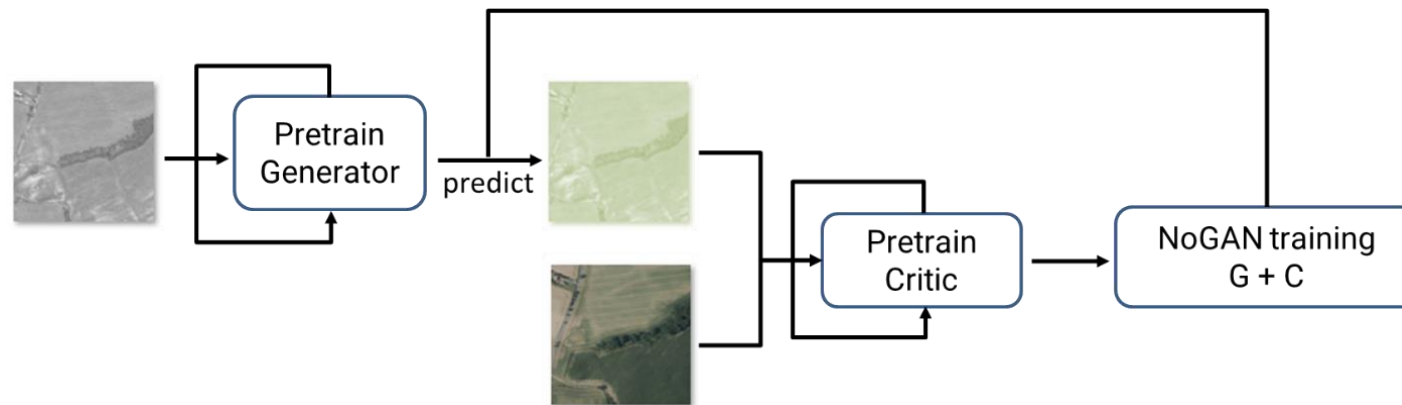 Pretrain
Generator
predict
Pretrain
Critic
NoGAN training
G + C